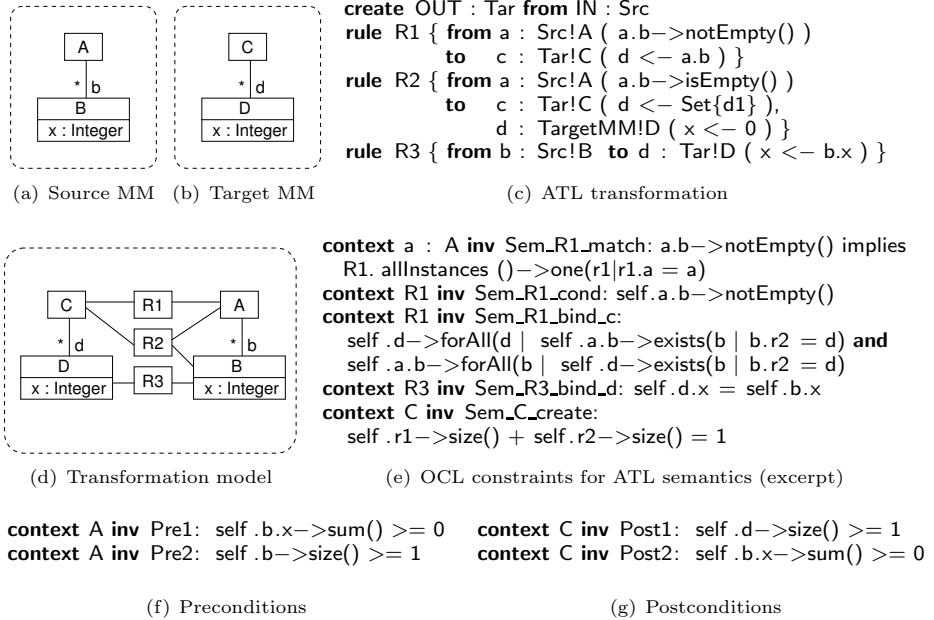 A
* b
B
x : Integer
(a) Source MM
C
* d
D
x : Integer
(b) Target MM
create OUT : Tar from IN : Src
rule R1 { from a : Src!A ( a.b−>notEmpty() )
to c : Tar!C ( d <− a.b ) }
rule R2 { from a : Src!A ( a.b−>isEmpty() )
to c : Tar!C ( d <− Set{d1} ),
d : TargetMM!D ( x <− 0 ) }
rule R3 { from b : Src!B to d : Tar!D ( x <− b.x ) }
(c) ATL transformation
C R1 A
R2
* d * b
D B
x : Integer R3 x : Integer
(d) Transformation model
context a : A inv Sem_R1_match: a.b−>notEmpty() implies
R1. allInstances ()−>one(r1|r1.a = a)
context R1 inv Sem_R1_cond: self.a.b−>notEmpty()
context R1 inv Sem_R1_bind_c:
self .d−>forAll(d | self .a.b−>exists(b | b.r2 = d) and
self .a.b−>forAll(b | self .d−>exists(b | b.r2 = d)
context R3 inv Sem_R3_bind_d: self.d.x = self.b.x
context C inv Sem_C_create:
self .r1−>size() + self.r2−>size() = 1
(e) OCL constraints for ATL semantics (excerpt)
context A inv Pre1: self .b.x−>sum() >= 0
context A inv Pre2: self .b−>size() >= 1
(f) Preconditions
context C inv Post1: self .d−>size() >= 1
context C inv Post2: self .b.x−>sum() >= 0
(g) Postconditions